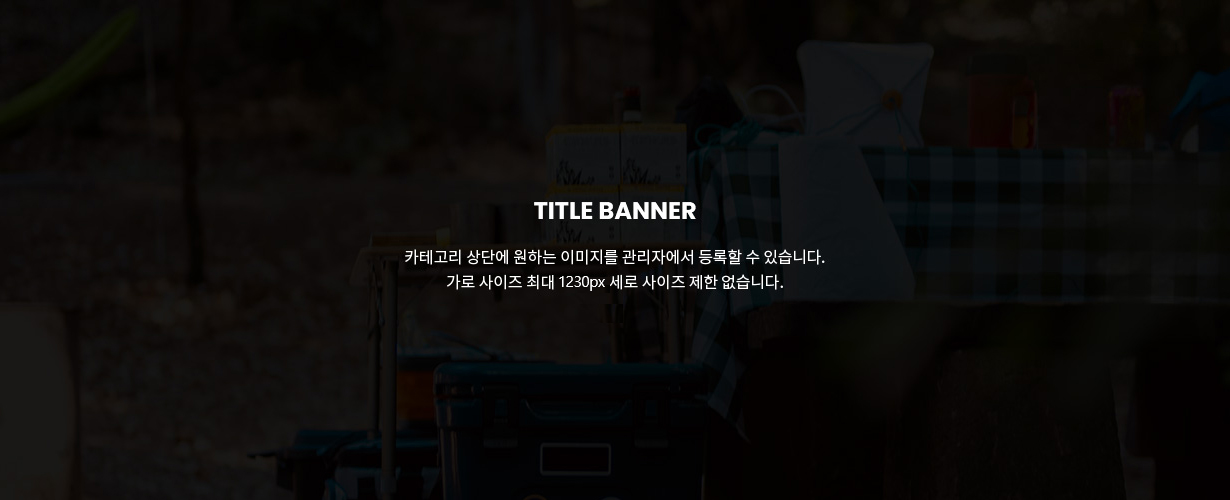 TITLE BANNER
카테고리 상단에 원하는 이미지를 관리자에서 등록할 수 있습니다.
가로 사이즈 최대 1230px 세로 사이즈 제한 없습니다.